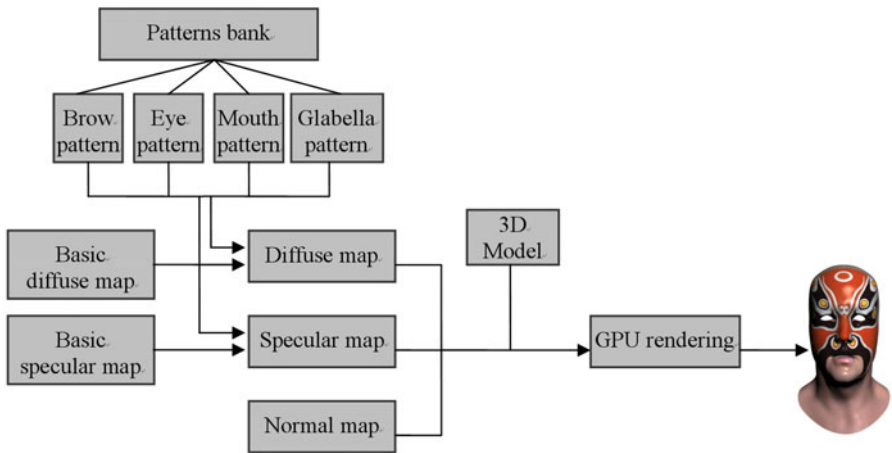 Patterns bank
Brow
pattern
Eye
pattern
Mouth
pattern
Glabella
pattern
3D
Model
Basic
diffuse map
Diffuse map
Basic
specular map
Specular map
GPU rendering
Normal map